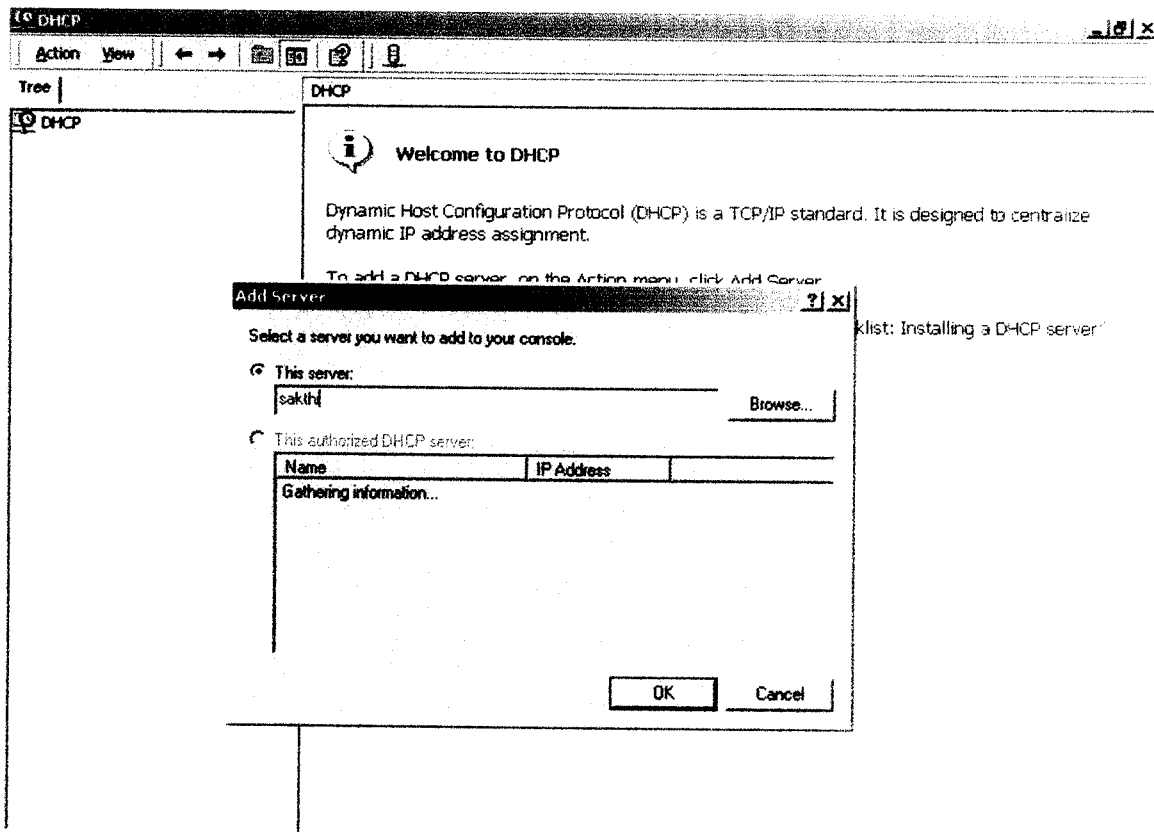 DHCP
Action View
Tree
DHCP
DHCP
Welcome to DHCP
Dynamic Host Configuration Protocol (DHCP) is a TCP/IP standard. It is designed to centralize
dynamic IP address assignment.
To add a DHCP server, on the Action menu, click Add Server
klist: Installing a DHCP server
Add Server
Select a server you want to add to your console.
This server:
sakthi
Browse...
This authorized DHCP server:
Name IP Address
Gathering information...
OK Cancel